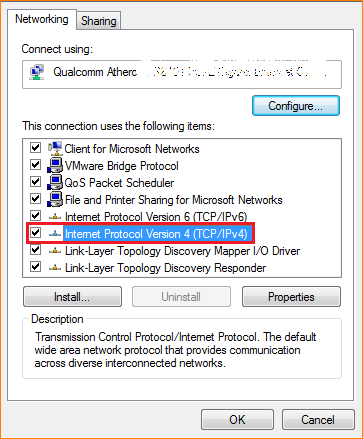 Networking Sharing
Connect using:
Qualcomm
Configure...
This connection uses the following items:
Client for Microsoft Networks
VMware Bridge Protocol
QoS Packet Scheduler
File and Printer Sharing for Microsoft Networks
Internet Protocol Version 6 (TCP/IPv6)
Internet Protocol Version 4 (TCP/IPv4)
Link-Layer Topology Discovery Mapper I/O Driver
Link-Layer Topology Discovery Responder
Install... Uninstall Properties
Description
Transmission Control Protocol/Internet Protocol. The default
wide area network protocol that provides communication
across diverse interconnected networks.
OK Cancel